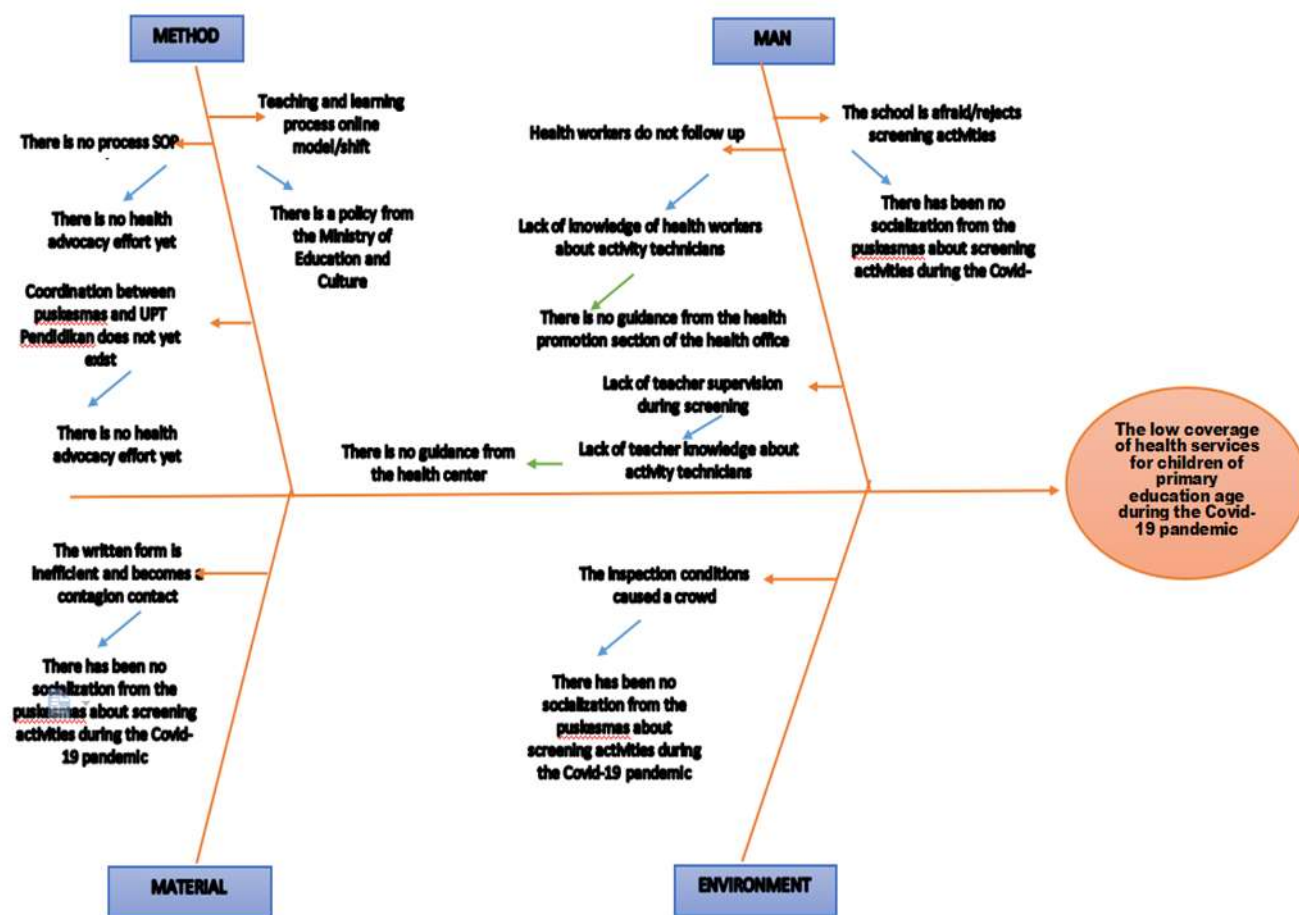 METHOD
MAN
Teaching and learning
process online
model/shift
There is no process SOP
The school is afraid/rejects
screening activities
Health workers do not follow up
There is no health
advocacy effort yet
There is a policy from
the Ministry of
Education and
Culture
Lack of knowledge of health workers
about activity technicians
There has been no
socialization from the
puskesmas about screening
activities during the Covid-
Coordination between
puskesmas and UPT
Pendidikan does not yet
exist
There is no guidance from the health
promotion section of the health office
Lack of teacher supervision
during screening
There is no health
advocacy effort yet
There is no guidance from
the health center
Lack of teacher knowledge about
activity technicians
The low coverage
of health services
for children of
primary
education age
during the Covid-
19 pandemic
The written form is
inefficient and becomes a
contagion contact
The inspection conditions
caused a crowd
There has been no
socialization from the
puskesmas about screening
activities during the Covid-
19 pandemic
There has been no
socialization from the
puskesmas about
screening activities during
the Covid-19 pandemic
MATERIAL
ENVIRONMENT